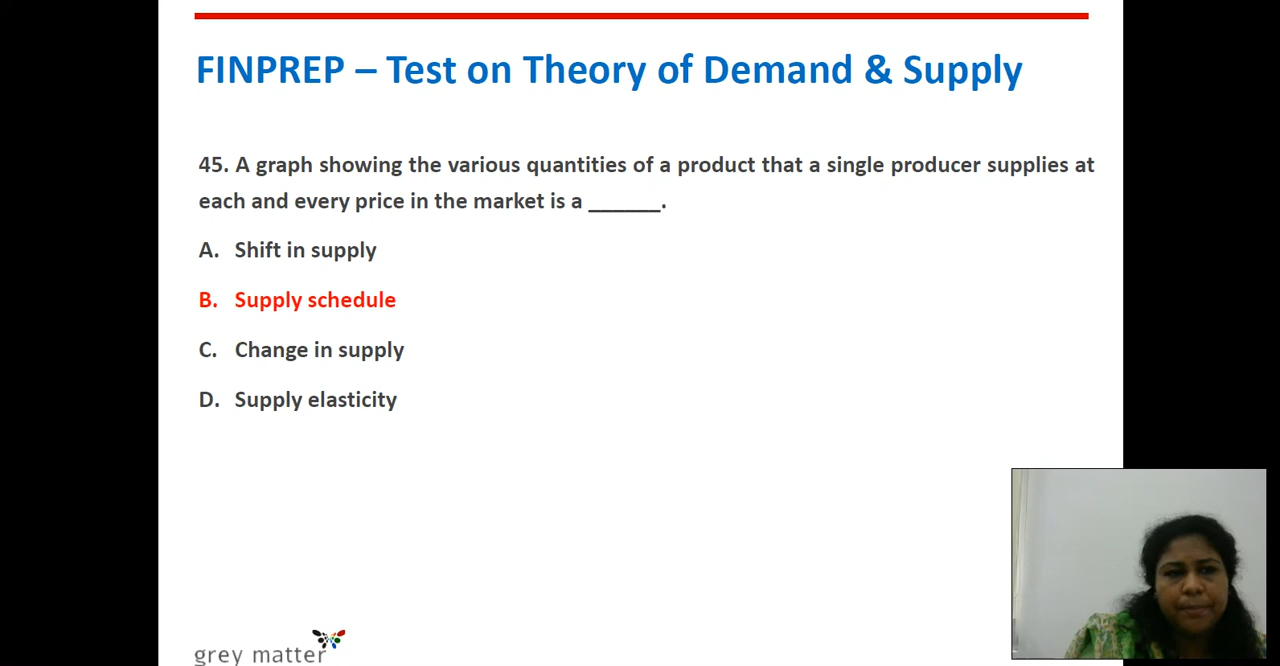 FINPREP – Test on Theory of Demand & Supply
45. A graph showing the various quantities of a product that a single producer supplies at
each and every price in the market is a ______.
A. Shift in supply
B. Supply schedule
C. Change in supply
D. Supply elasticity
grey matter